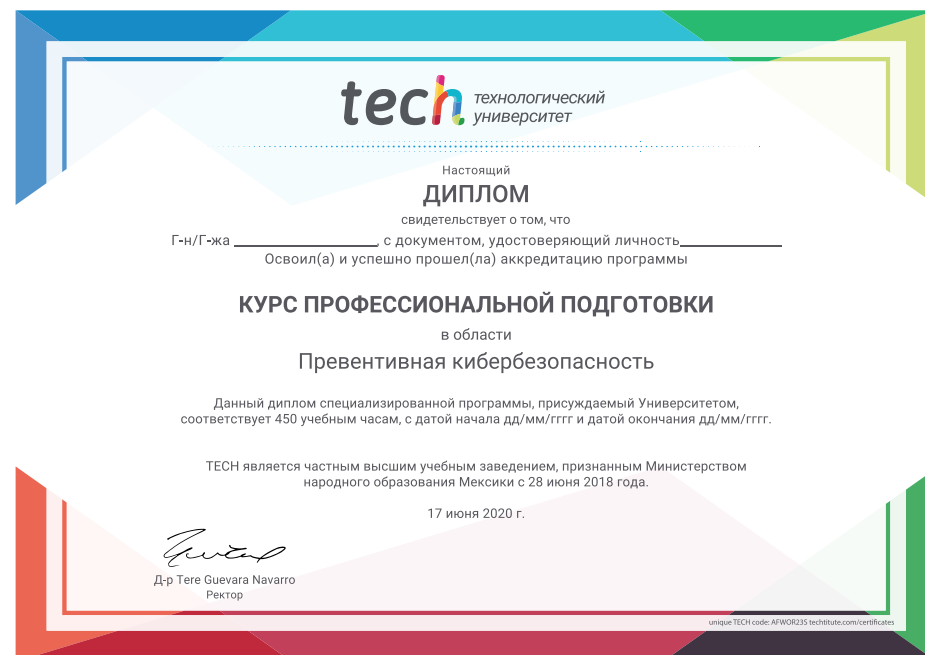 tech технологический
университет
Настоящий
ДИПЛОМ
свидетельствует о том, что
Г-н/Г-жа ____________________, с документом, удостоверяющий личность______________
Освоил(а) и успешно прошел(ла) аккредитацию программы
КУРС ПРОФЕССИОНАЛЬНОЙ ПОДГОТОВКИ
в области
Превентивная кибербезопасность
Данный диплом специализированной программы, присуждаемый Университетом,
соответствует 450 учебным часам, с датой начала дд/мм/гггг и датой окончания дд/мм/гггг.
TECH является частным высшим учебным заведением, признанным Министерством
народного образования Мексики с 28 июня 2018 года.
17 июня 2020 г.
Д-р Tere Guevara Navarro
Ректор
unique TECH code: AFWOR23S techtitute.com/certificates